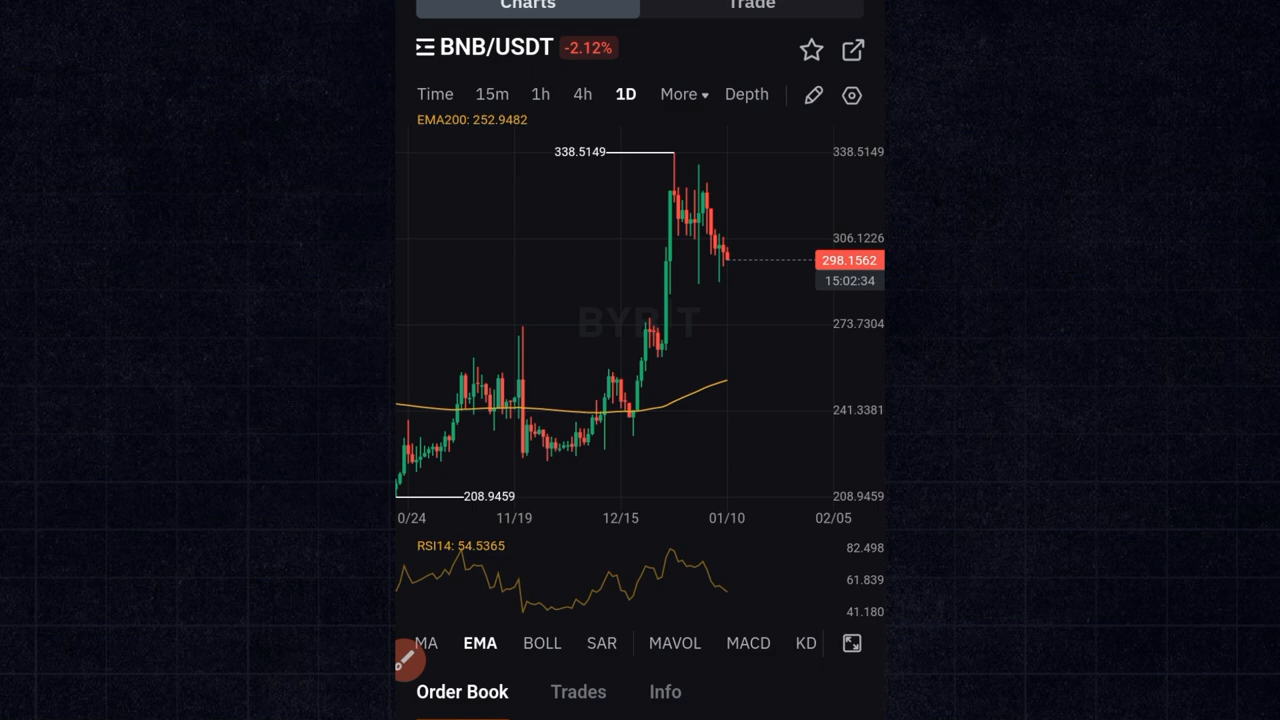 Charts Trade
BNB/USDT -2.12%
Time 15m 1h 4h 1D More Depth
EMA200: 252.9482
338.5149 338.5149
306.1226
298.1562
15:02:34
BYBIT
273.7304
241.3381
208.9459 208.9459
0/24 11/19 12/15 01/10 02/05
RSI14: 54.5365
82.498
61.839
41.180
MA EMA BOLL SAR MAVOL MACD KD
Order Book Trades Info